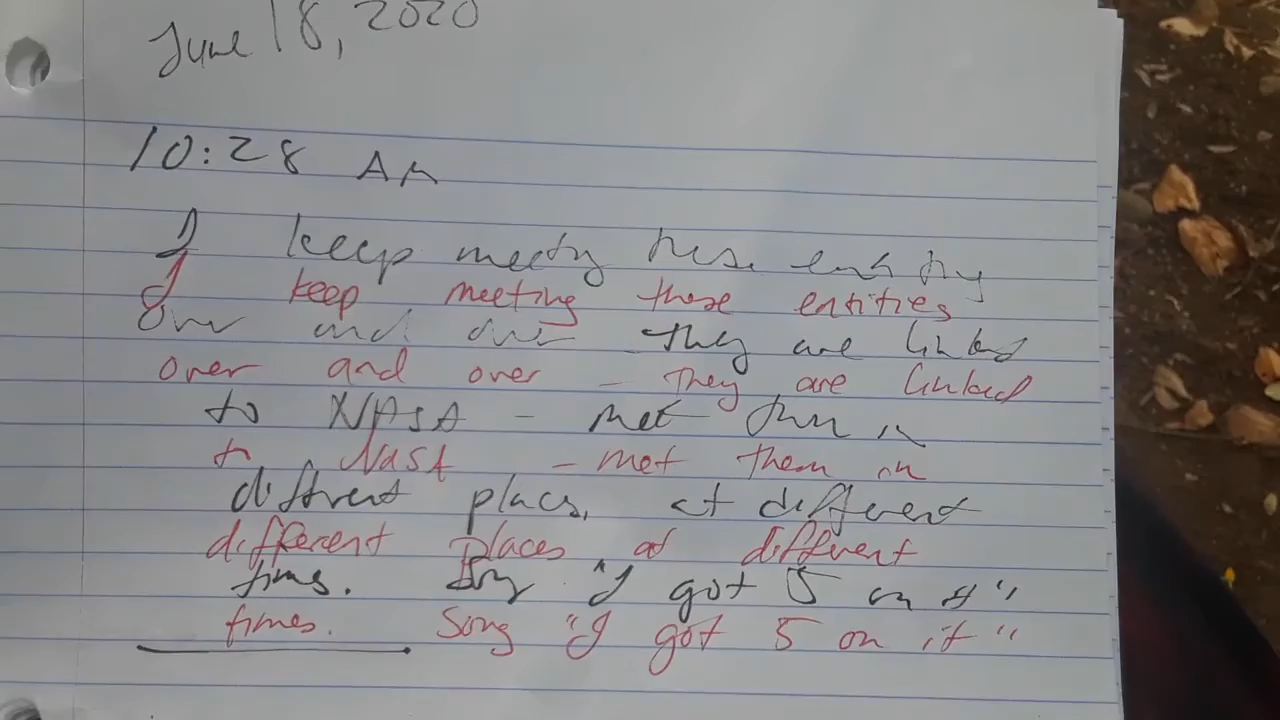 June 18, 2020
10:28 AM
I keep meeting these entity
I keep meeting these entities
over and over - they are linked
over and over - They are linked
to NASA - met them in
to NASA - met them in
different places, at different
different places, at different
times. Song "I got 5 on it"
times. Song "I got 5 on it"